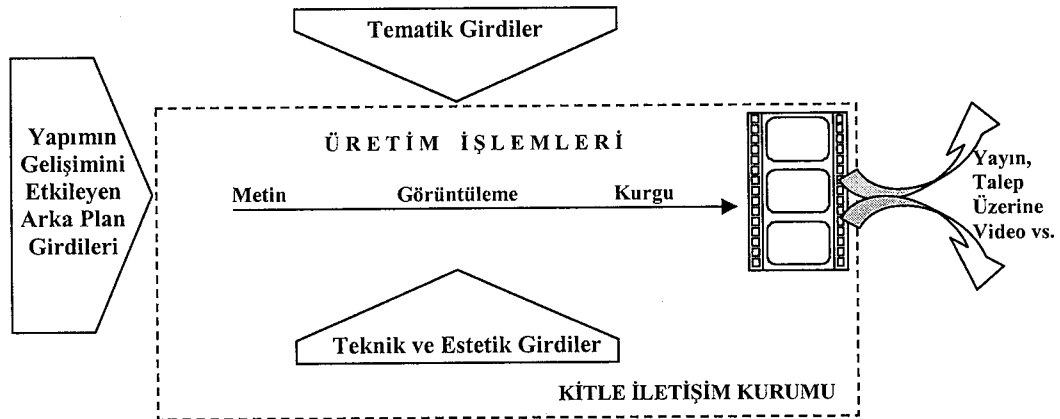 Tematik Girdiler
Yapımın
Gelişimini
Etkileyen
Arka Plan
Girdileri
ÜRETİM İŞLEMLERİ
Metin Görüntüleme Kurgu
Yayın,
Talep
Üzerine
Video vs.
Teknik ve Estetik Girdiler
KİTLE İLETİŞİM KURUMU